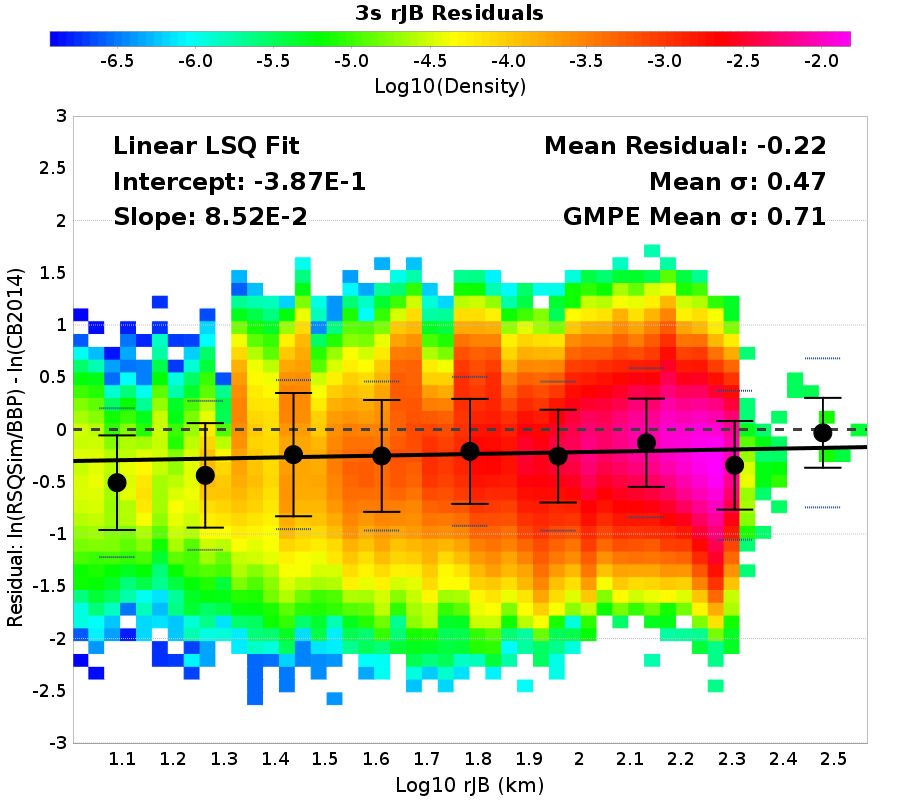 3s rJB Residuals
-6.5 -6.0 -5.5 -5.0 -4.5 -4.0 -3.5 -3.0 -2.5 -2.0
Log10(Density)
Linear LSQ Fit
Intercept: -3.87E-1
Slope: 8.52E-2
Mean Residual: -0.22
Mean σ: 0.47
GMPE Mean σ: 0.71
Residual: ln(RSQSim/BBP) - ln(CB2014)
3
2.5
2
1.5
1
0.5
0
-0.5
-1
-1.5
-2
-2.5
-3
1.1 1.2 1.3 1.4 1.5 1.6 1.7 1.8 1.9 2 2.1 2.2 2.3 2.4 2.5
Log10 rJB (km)